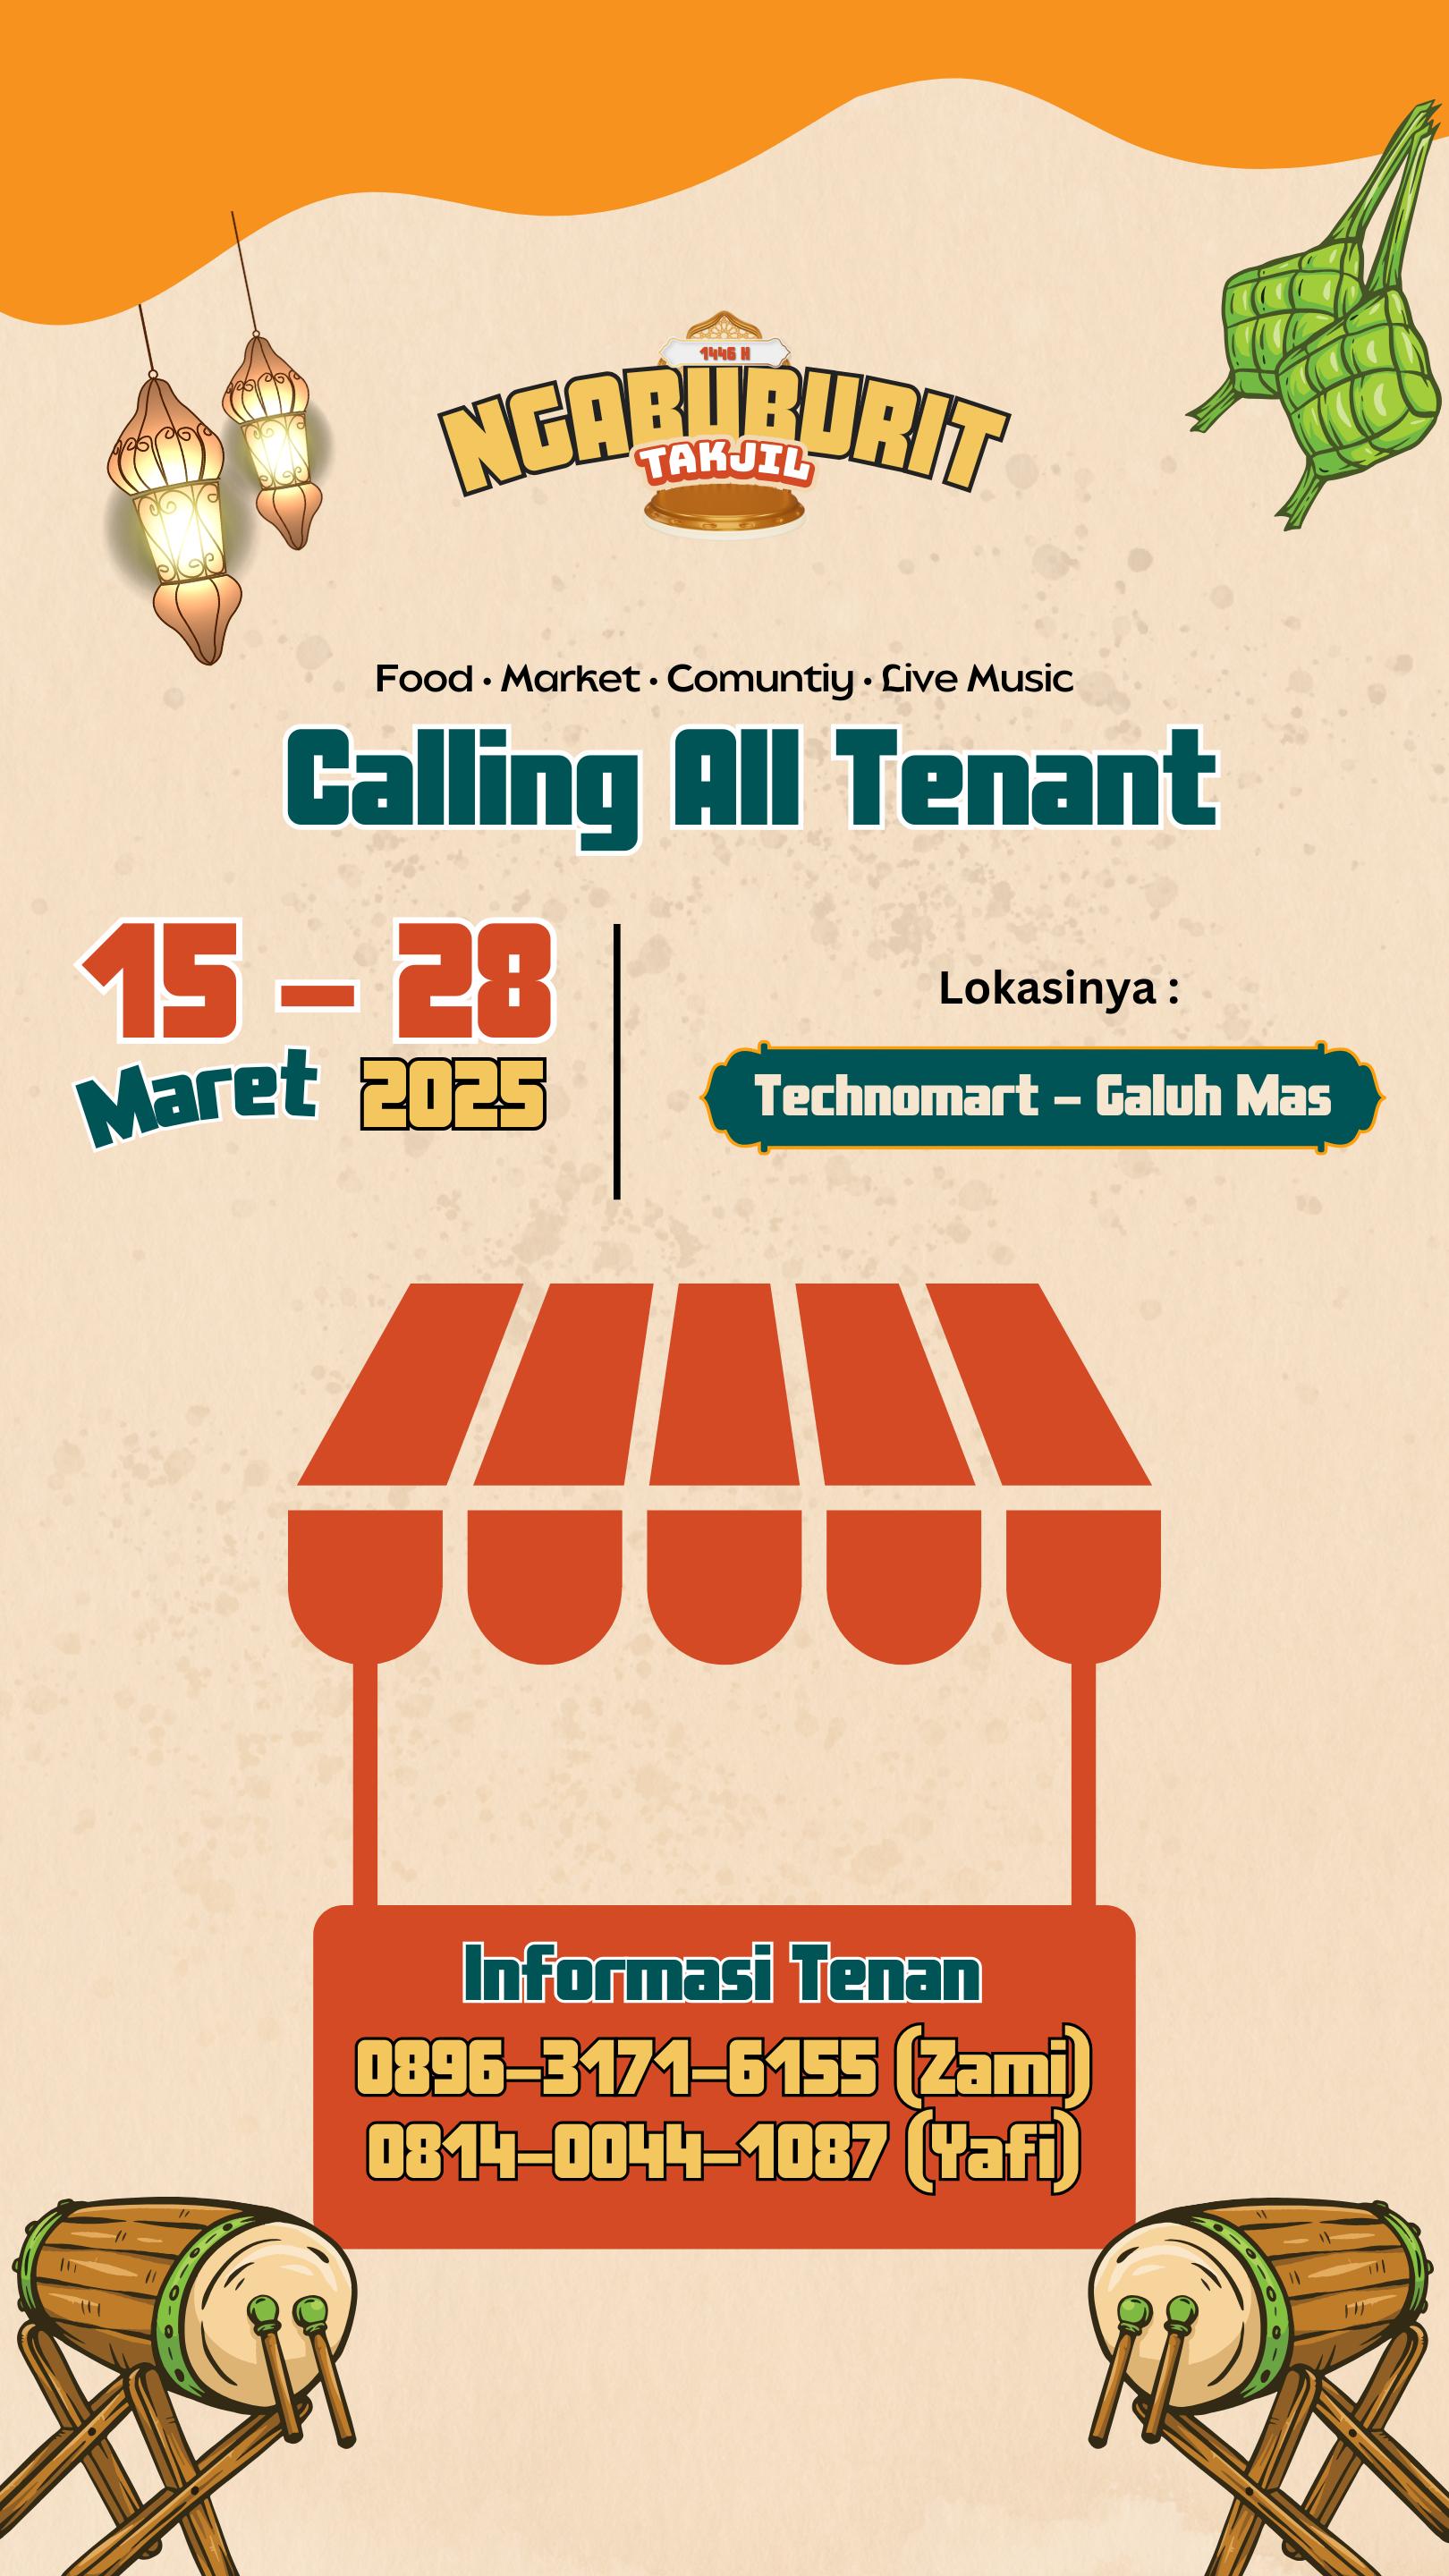 1446 H
NGABUBURIT
TAKJIL
Food • Market • Comuntiy • Live Music
Calling All Tenant
15 – 28
Maret 2025
Lokasinya :
Technomart – Galuh Mas
Informasi Tenan
0896–3171–6155 (Zami)
0814–0044–1087 (Yafi)